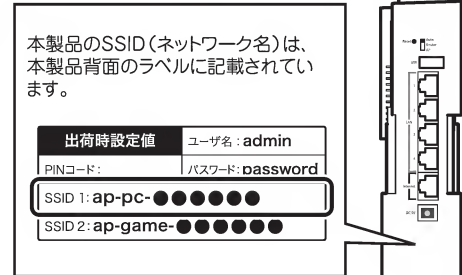 本製品のSSID(ネットワーク名)は、
本製品背面のラベルに記載されてい
ます。
出荷時設定値 ユーザ名:admin
PINコード: パスワード:password
SSID 1:ap-pc-●●●●●●
SSID 2:ap-game-●●●●●●